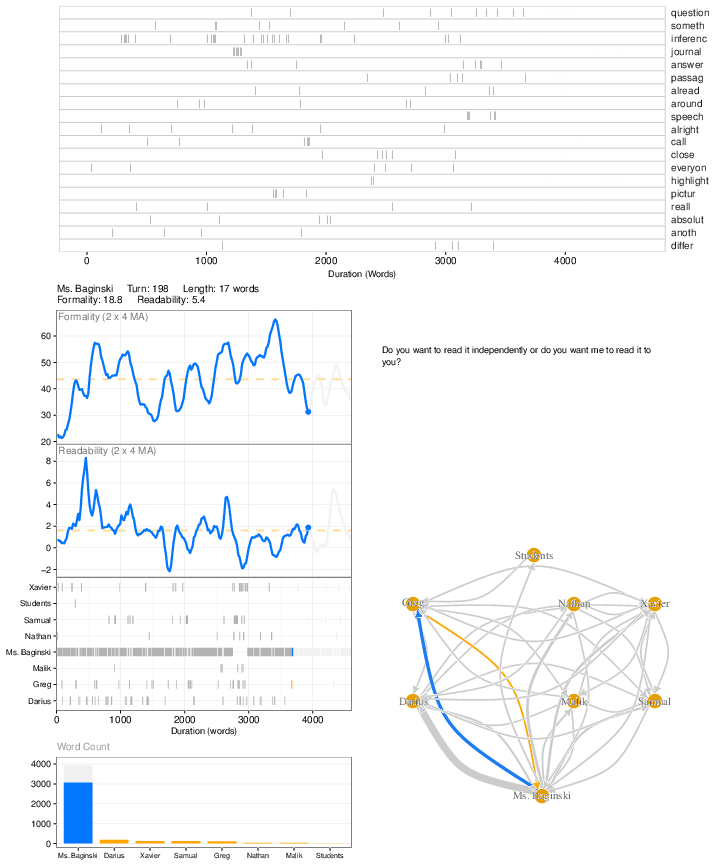 question
someth
inferenc
journal
answer
passag
alread
around
speech
alright
call
close
everyon
highlight
pictur
reall
absolut
anoth
differ
0 1000 2000 3000 4000
Duration (Words)
Ms. Baginski Turn: 198 Length: 17 words
Formality: 18.8 Readability: 5.4
Formality (2 x 4 MA)
60
50
40
30
20
Do you want to read it independently or do you want me to read it to
you?
Readability (2 x 4 MA)
8
6
4
2
0
−2
Xavier
Students
Samual
Nathan
Ms. Baginski
Malik
Greg
Darius
0 1000 2000 3000 4000
Duration (words)
Students
Greg Nathan Xavier
Darius Malik Samual
Ms. Baginski
Word Count
4000
3000
2000
1000
0
Ms. Baginski Darius Xavier Samual Greg Nathan Malik Students